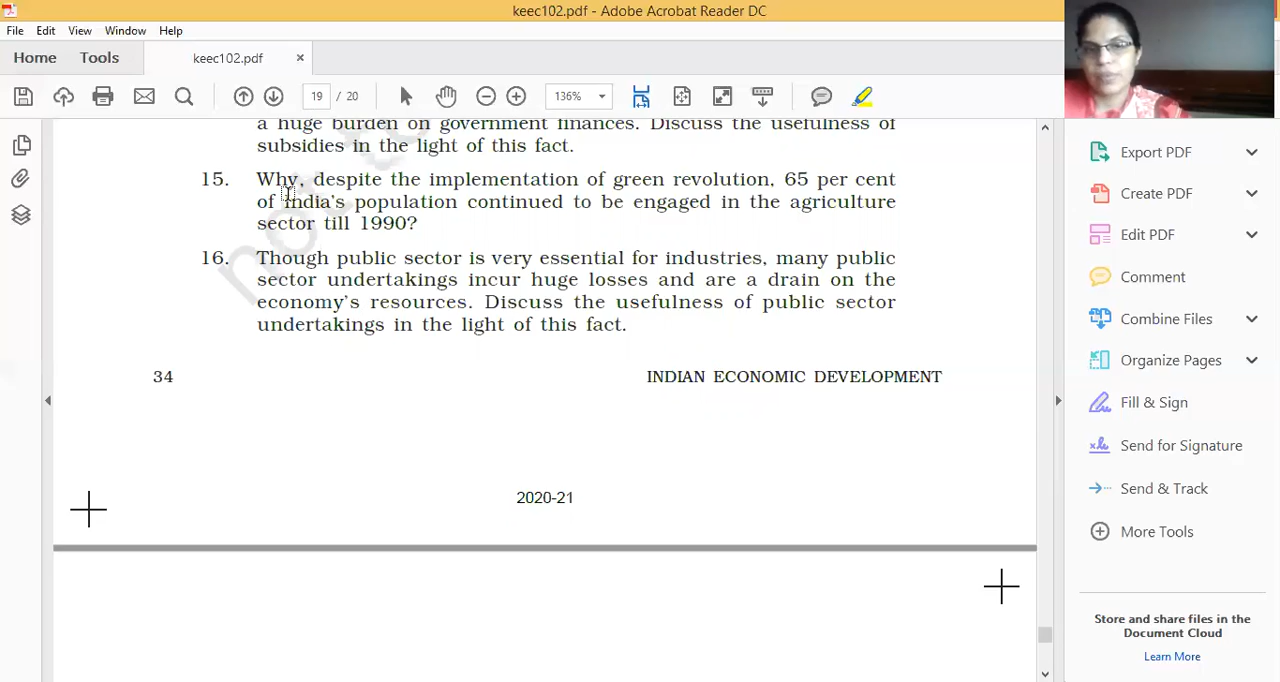 keec102.pdf - Adobe Acrobat Reader DC
File Edit View Window Help
Home Tools keec102.pdf ×
19 / 20 136%
a huge burden on government finances. Discuss the usefulness of
subsidies in the light of this fact.
15. Why, despite the implementation of green revolution, 65 per cent
of India's population continued to be engaged in the agriculture
sector till 1990?
16. Though public sector is very essential for industries, many public
sector undertakings incur huge losses and are a drain on the
economy's resources. Discuss the usefulness of public sector
undertakings in the light of this fact.
34 INDIAN ECONOMIC DEVELOPMENT
2020-21
not to
Export PDF
Create PDF
Edit PDF
Comment
Combine Files
Organize Pages
Fill & Sign
Send for Signature
Send & Track
More Tools
Store and share files in the
Document Cloud
Learn More